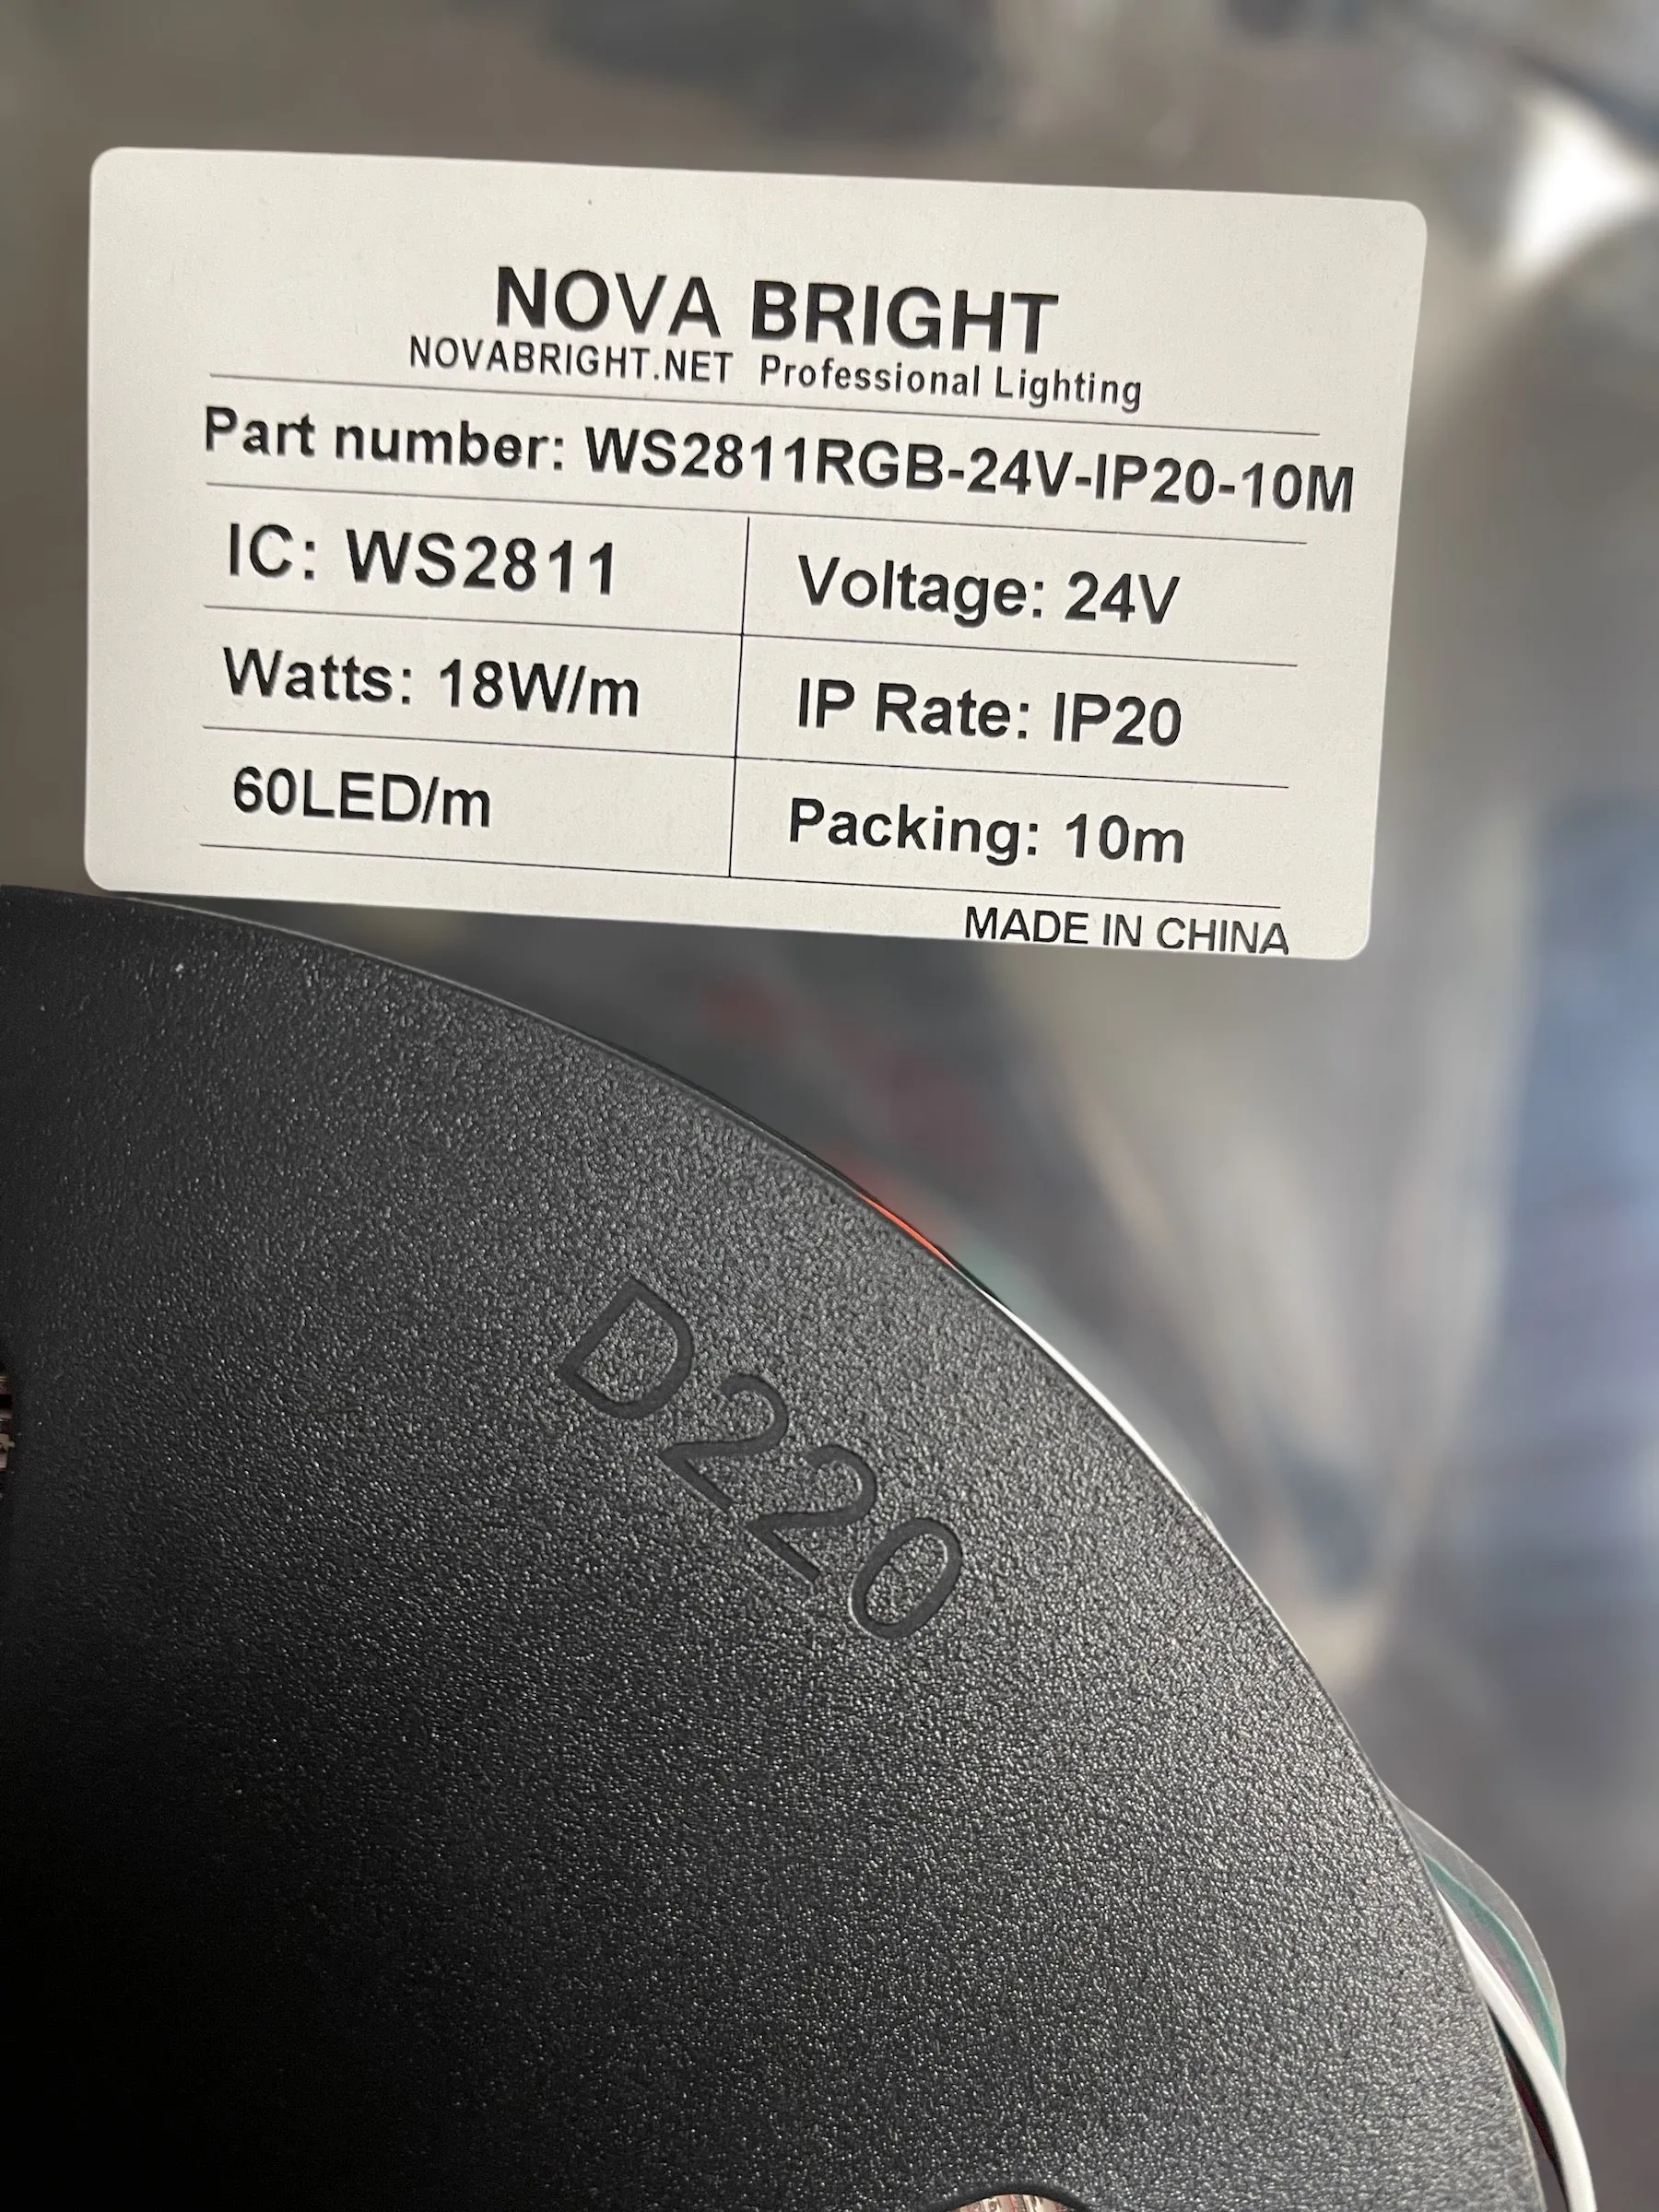 NOVA BRIGHT
NOVABRIGHT.NET Professional Lighting
Part number: WS2811RGB-24V-IP20-10M
IC: WS2811
Voltage: 24V
Watts: 18W/m
IP Rate: IP20
60LED/m
Packing: 10m
MADE IN CHINA
D220